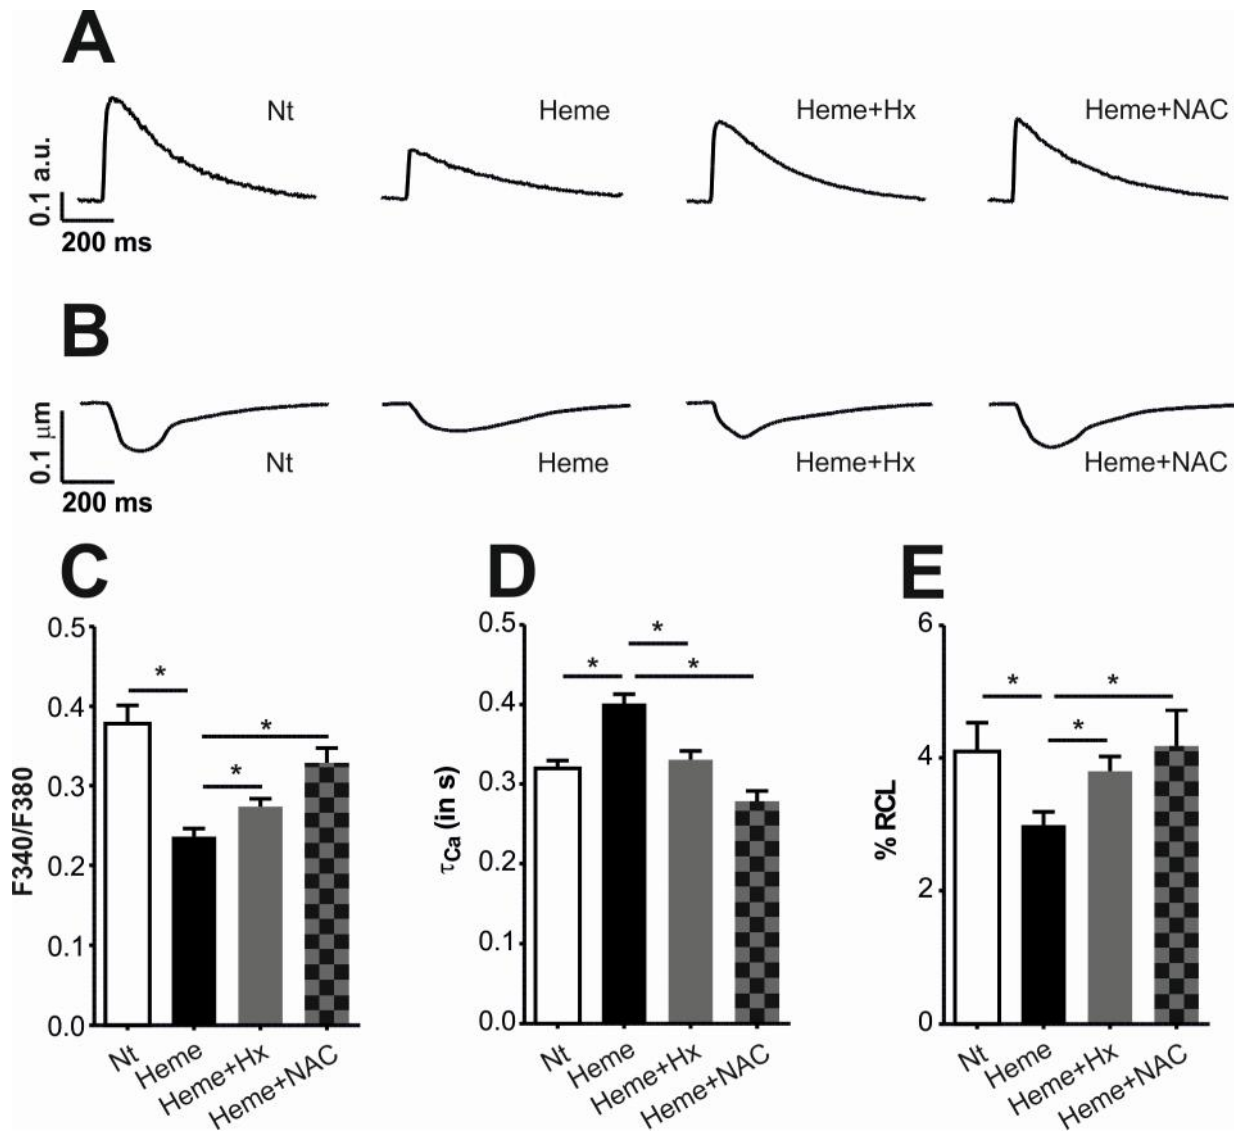 A
Nt
Heme
Heme+Hx
Heme+NAC
0.1 a.u.
200 ms
B
0.1 µm
Nt
Heme
Heme+Hx
Heme+NAC
200 ms
C
F340/F380
0.5
0.4
0.3
0.2
0.1
0.0
*
*
*
Nt
Heme
Heme+Hx
Heme+NAC
D
τCa (in s)
0.5
0.4
0.3
0.2
0.1
0.0
*
*
*
Nt
Heme
Heme+Hx
Heme+NAC
E
% RCL
6
4
2
0
*
*
*
Nt
Heme
Heme+Hx
Heme+NAC